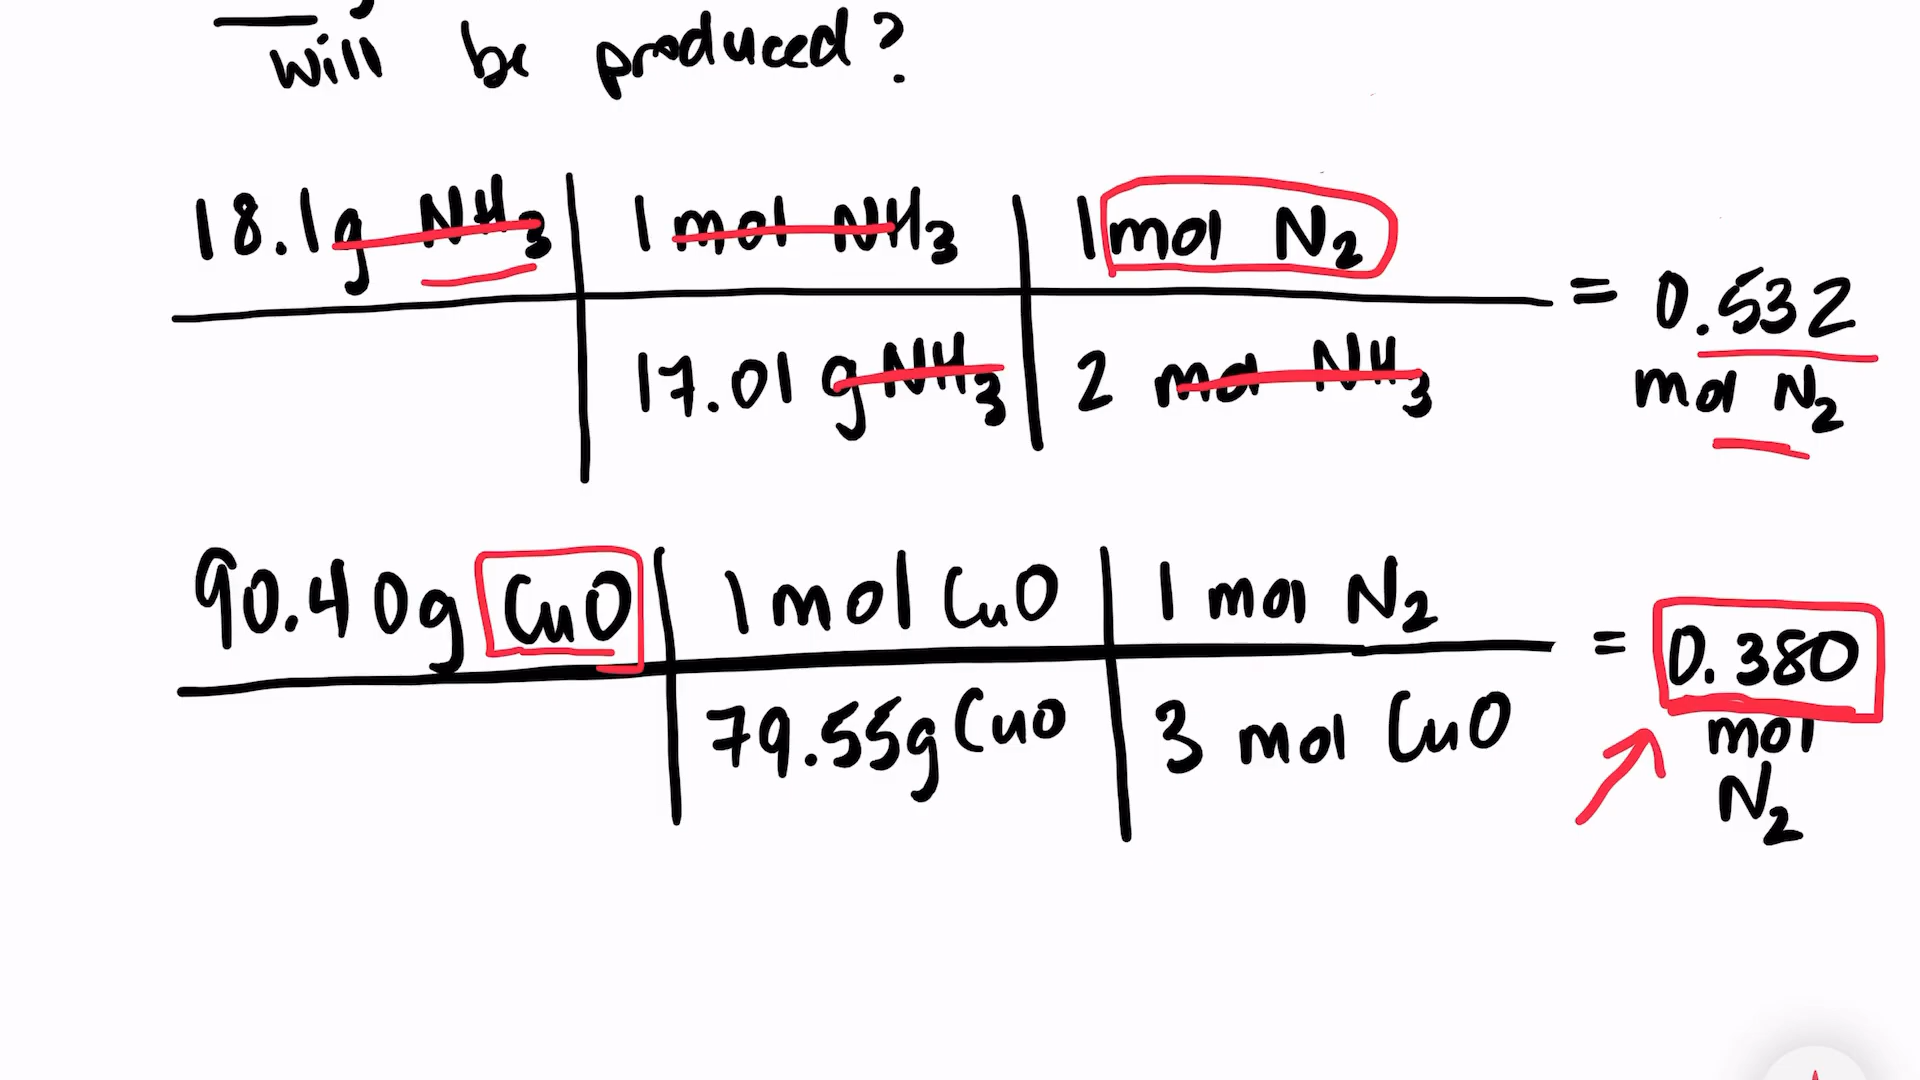 will be produced?
18.1g NH3 | 1 mol NH3 | 1 mol N2
17.01 g NH3 | 2 mol NH3
= 0.532
mol N2
90.40g CuO | 1 mol CuO | 1 mol N2
79.55g CuO | 3 mol CuO
= 0.380
mol
N2